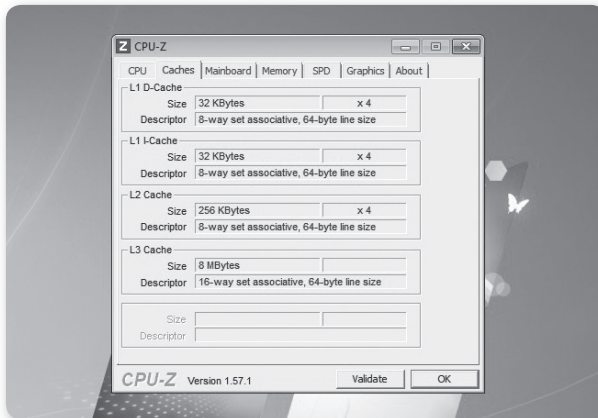 Z CPU-Z
CPU Caches Mainboard Memory SPD Graphics About
L1 D-Cache
Size 32 KBytes x 4
Descriptor 8-way set associative, 64-byte line size
L1 I-Cache
Size 32 KBytes x 4
Descriptor 8-way set associative, 64-byte line size
L2 Cache
Size 256 KBytes x 4
Descriptor 8-way set associative, 64-byte line size
L3 Cache
Size 8 MBytes
Descriptor 16-way set associative, 64-byte line size
Size
Descriptor
CPU-Z Version 1.57.1 Validate OK